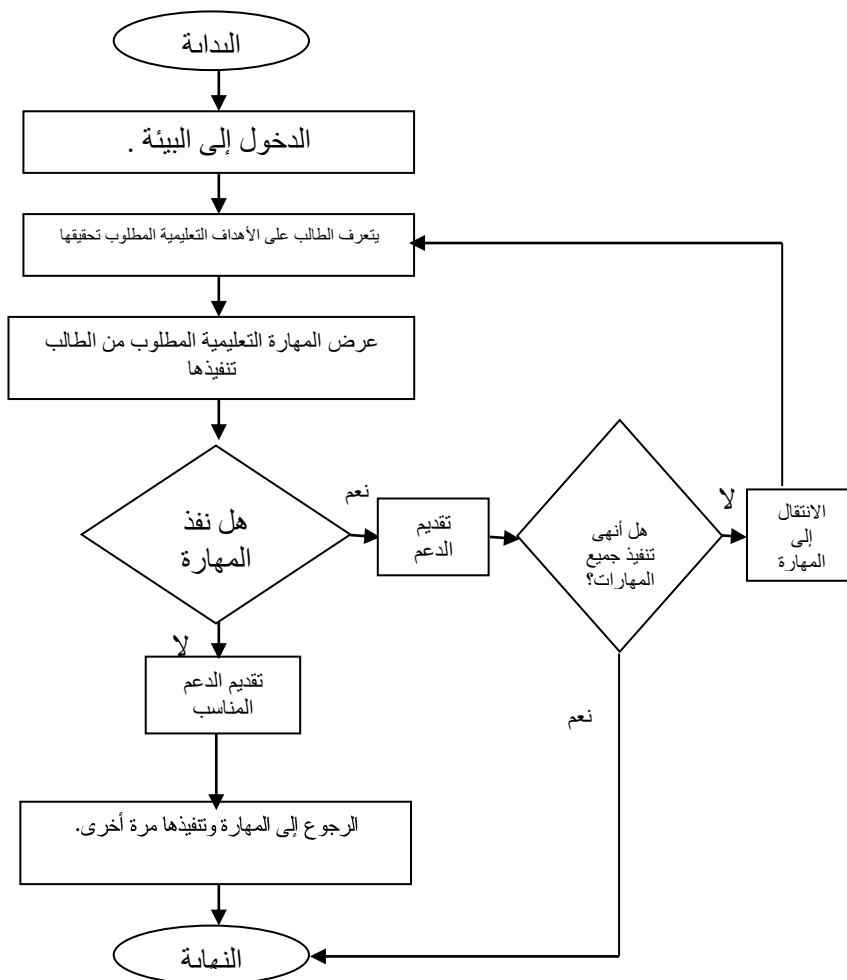 البداية
الدخول إلى البيئة .
يتعرف الطالب على الأهداف التعليمية المطلوب تحقيقها
عرض المهارة التعليمية المطلوب من الطالب
تنفيذها
هل نفذ
المهارة
نعم
تقديم
الدعم
هل أنهى
تنفيذ جميع
المهارات؟
لا
الانتقال
إلى
المهارة
لا
تقديم الدعم
المناسب
نعم
الرجوع إلى المهارة وتنفيذها مرة أخرى.
النهاية